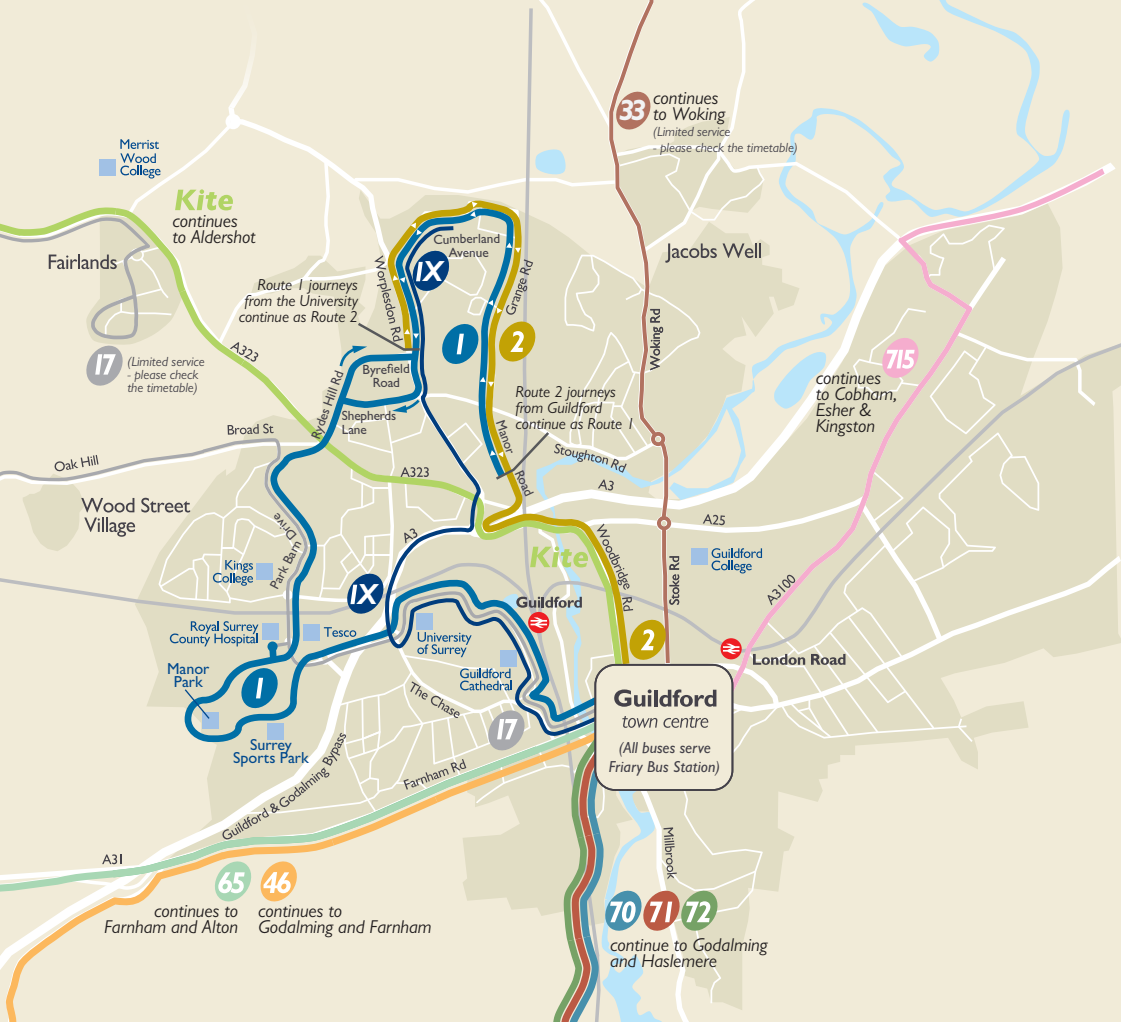 33
continues
to Woking
(Limited service
- please check the timetable)
Merrist
Wood
College
Kite
continues
to Aldershot
Fairlands
Cumberland
Avenue
IX
Worplesdon Rd
Grange Rd
Jacobs Well
Route 1 journeys
from the University
continue as Route 2
1
2
Woking Rd
A323
17
(Limited service
- please check
the timetable)
Byrefield
Road
Rydes Hill Rd
Shepherds
Lane
715
continues
to Cobham,
Esher &
Kingston
Route 2 journeys
from Guildford
continue as Route 1
Manor
Road
Broad St
Oak Hill
Stoughton Rd
A323
A3
A25
Wood Street
Village
Park Barn
Drive
A3
Kite
Woodbridge Rd
Guildford
College
Stoke Rd
A3100
Kings
College
IX
Guildford
Royal Surrey
County Hospital
Tesco
University
of Surrey
2
London Road
Manor
Park
1
Guildford
Cathedral
The Chase
17
Guildford
town centre
(All buses serve
Friary Bus Station)
Surrey
Sports Park
Farnham Rd
Guildford & Godalming Bypass
Millbrook
A31
65
46
continues to
Farnham and Alton
continues to
Godalming and Farnham
70
71
72
continue to Godalming
and Haslemere